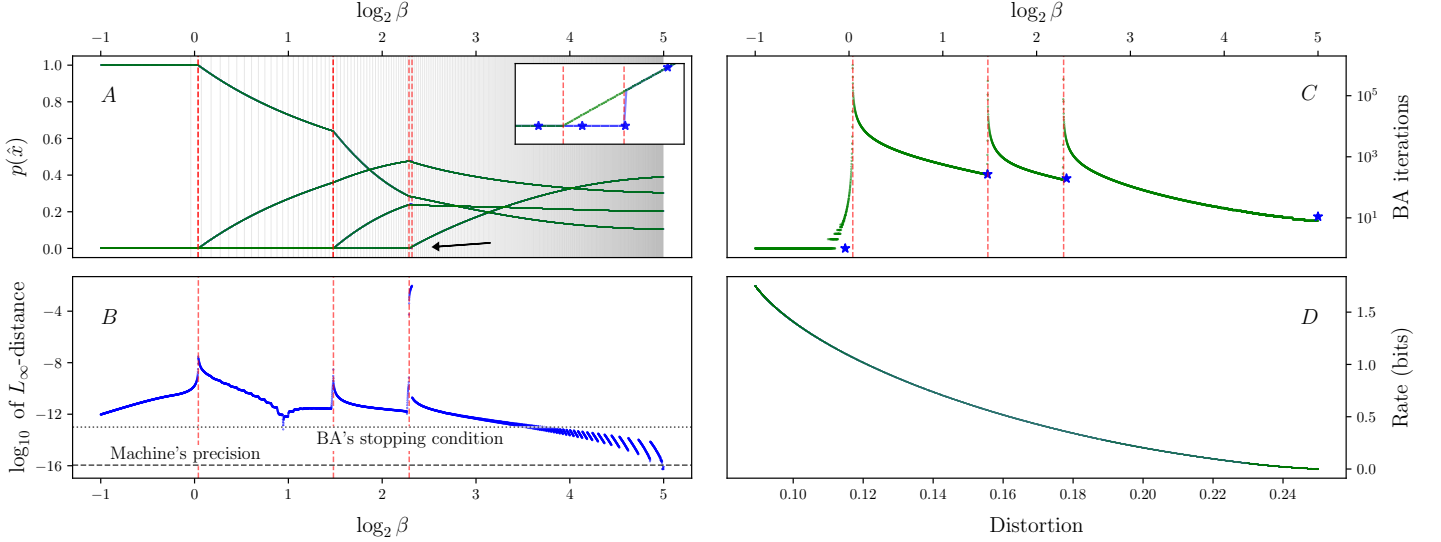 log₂ β
−1 0 1 2 3 4 5
1.0
0.8
0.6
0.4
0.2
0.0
p(x̂)
A
log₂ β
−1 0 1 2 3 4 5
C
10⁵
10³
10¹
BA iterations
−4
−8
−12
−16
log₁₀ of L∞-distance
B
BA's stopping condition
Machine's precision
−1 0 1 2 3 4 5
log₂ β
D
1.5
1.0
0.5
0.0
Rate (bits)
0.10 0.12 0.14 0.16 0.18 0.20 0.22 0.24
Distortion